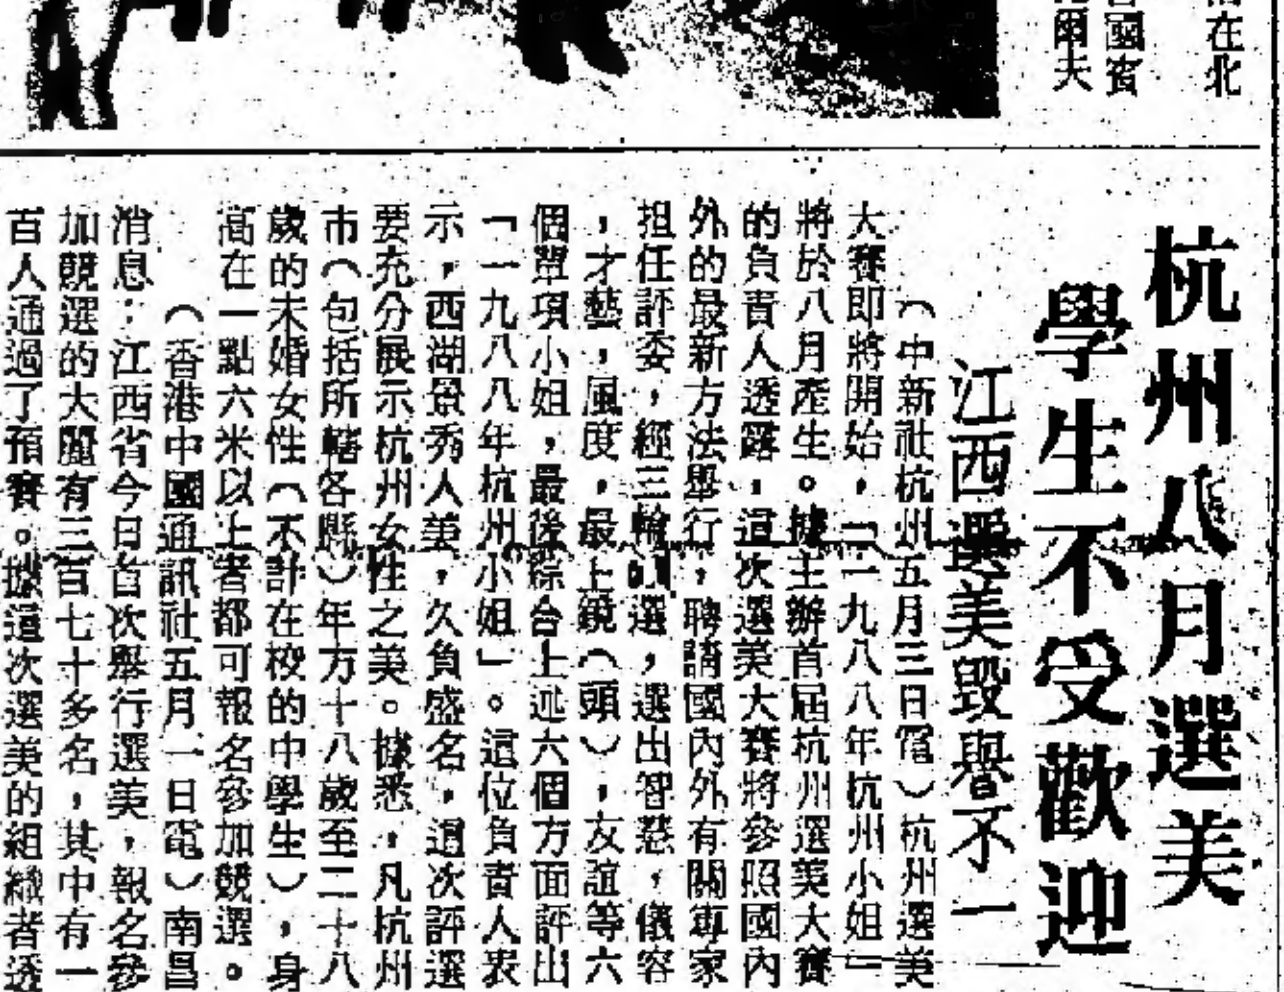 在北
國賓
爾夫
杭州八月選美
學生不受歡迎
江西選美毀譽不一
（中新社杭州五月三日電）杭州選美
大賽即將開始，「一九八八年杭州小姐」
將於八月產生。據主辦首屆杭州選美大賽
的負責人透露，這次選美大賽將參照國內
外的最新方法舉行，聘請國內外有關專家
担任評委，經三輪 選，選出智慧，儀容
，才藝，風度，最上鏡（頭），友誼等六
個單項小姐，最後綜合上述六個方面評出
「一九八八年杭州小姐」。這位負責人表
示，西湖景秀人美，久負盛名，這次評選
要充分展示杭州女性之美。據悉，凡杭州
市（包括所轄各縣）年方十八歲至二十八
歲的未婚女性（不計在校的中學生），身
高在一點六米以上者都可報名參加競選。
（香港中國通訊社五月一日電）南昌
消息：江西省今日首次舉行選美，報名參
加競選的大麗有三百七十多名，其中有一
百人通過了預賽。據這次選美的組織者透